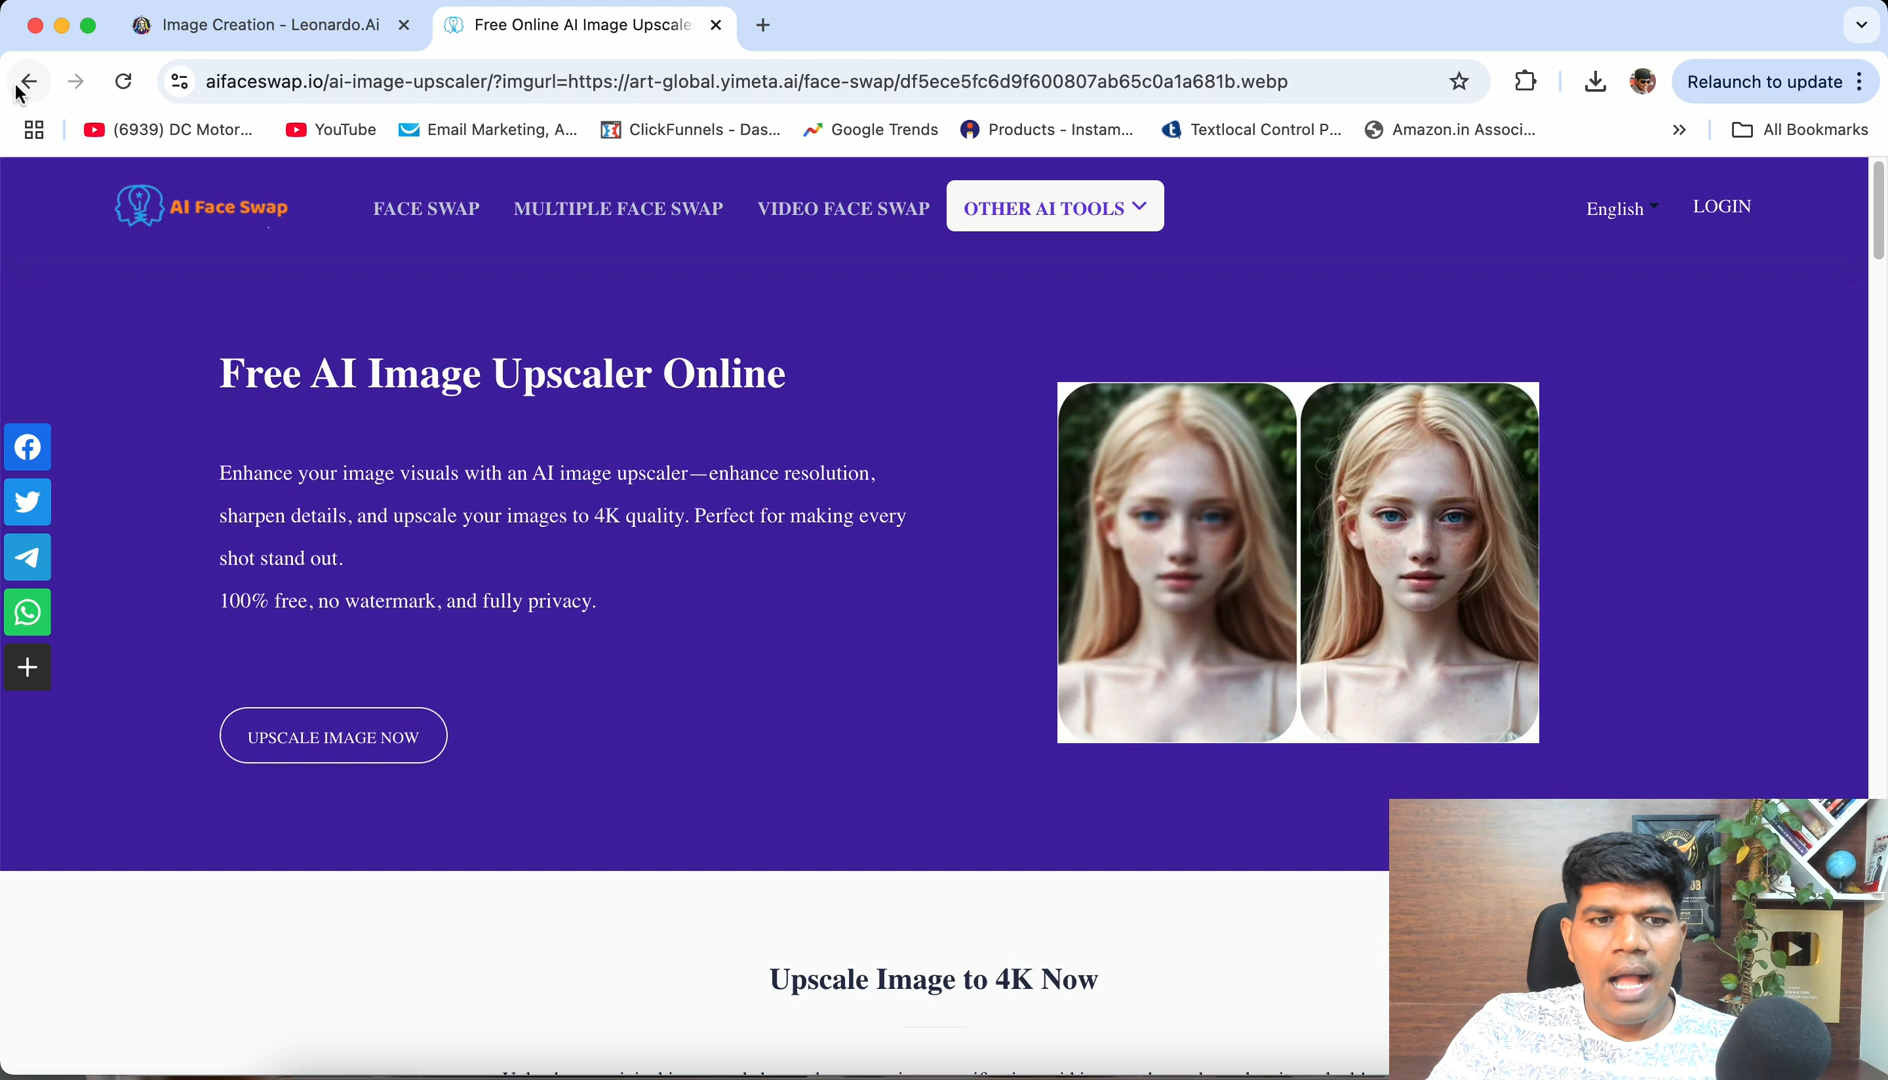 Image Creation - Leonardo.Ai
Free Online AI Image Upscale
aifaceswap.io/ai-image-upscaler/?imgurl=https://art-global.yimeta.ai/face-swap/df5ece5fc6d9f600807ab65c0a1a681b.webp
Relaunch to update
(6939) DC Motor...
YouTube
Email Marketing, A...
ClickFunnels - Das...
Google Trends
Products - Instam...
Textlocal Control P...
Amazon.in Associ...
All Bookmarks
AI Face Swap
FACE SWAP
MULTIPLE FACE SWAP
VIDEO FACE SWAP
OTHER AI TOOLS
English
LOGIN
Free AI Image Upscaler Online
Enhance your image visuals with an AI image upscaler—enhance resolution,
sharpen details, and upscale your images to 4K quality. Perfect for making every
shot stand out.
100% free, no watermark, and fully privacy.
UPSCALE IMAGE NOW
Upscale Image to 4K Now